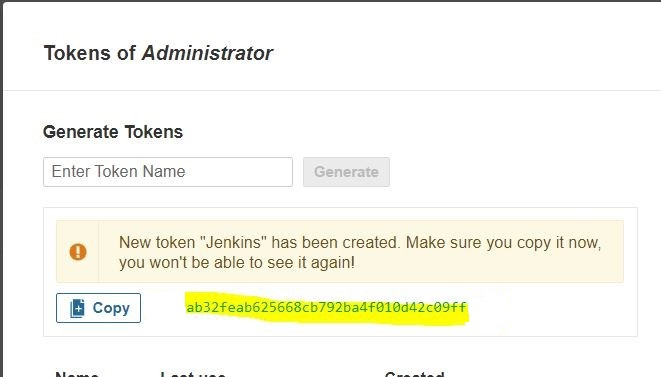 Tokens of Administrator
Generate Tokens
Enter Token Name
Generate
New token "Jenkins" has been created. Make sure you copy it now,
you won't be able to see it again!
Copy
ab32feab625668cb792ba4f010d42c09ff
Name Last use Created